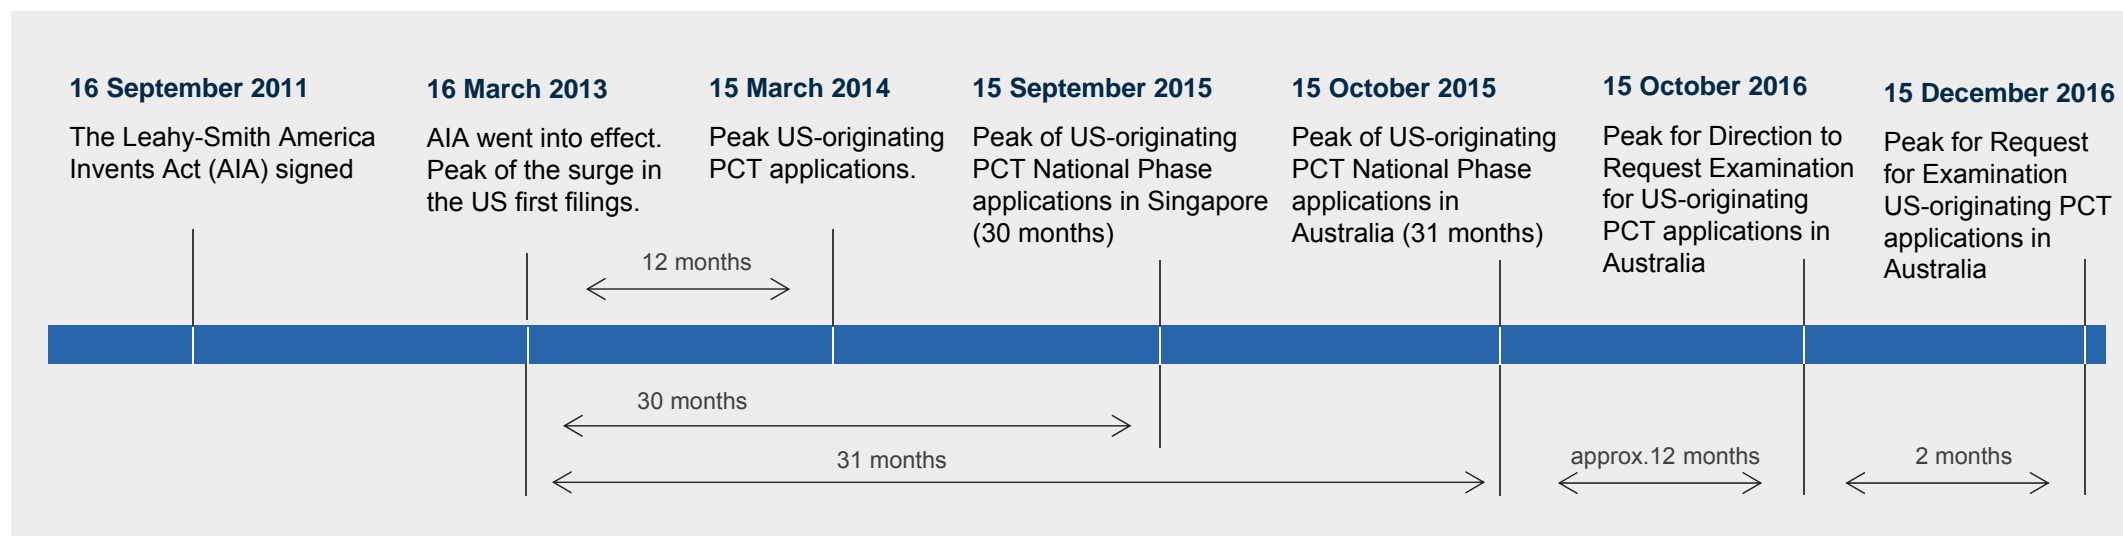 16 September 2011
The Leahy-Smith America
Invents Act (AIA) signed
16 March 2013
AIA went into effect.
Peak of the surge in
the US first filings.
15 March 2014
Peak US-originating
PCT applications.
15 September 2015
Peak of US-originating
PCT National Phase
applications in Singapore
(30 months)
15 October 2015
Peak of US-originating
PCT National Phase
applications in
Australia (31 months)
15 October 2016
Peak for Direction to
Request Examination
for US-originating
PCT applications in
Australia
15 December 2016
Peak for Request
for Examination
US-originating PCT
applications in
Australia
12 months
30 months
31 months
approx.12 months
2 months